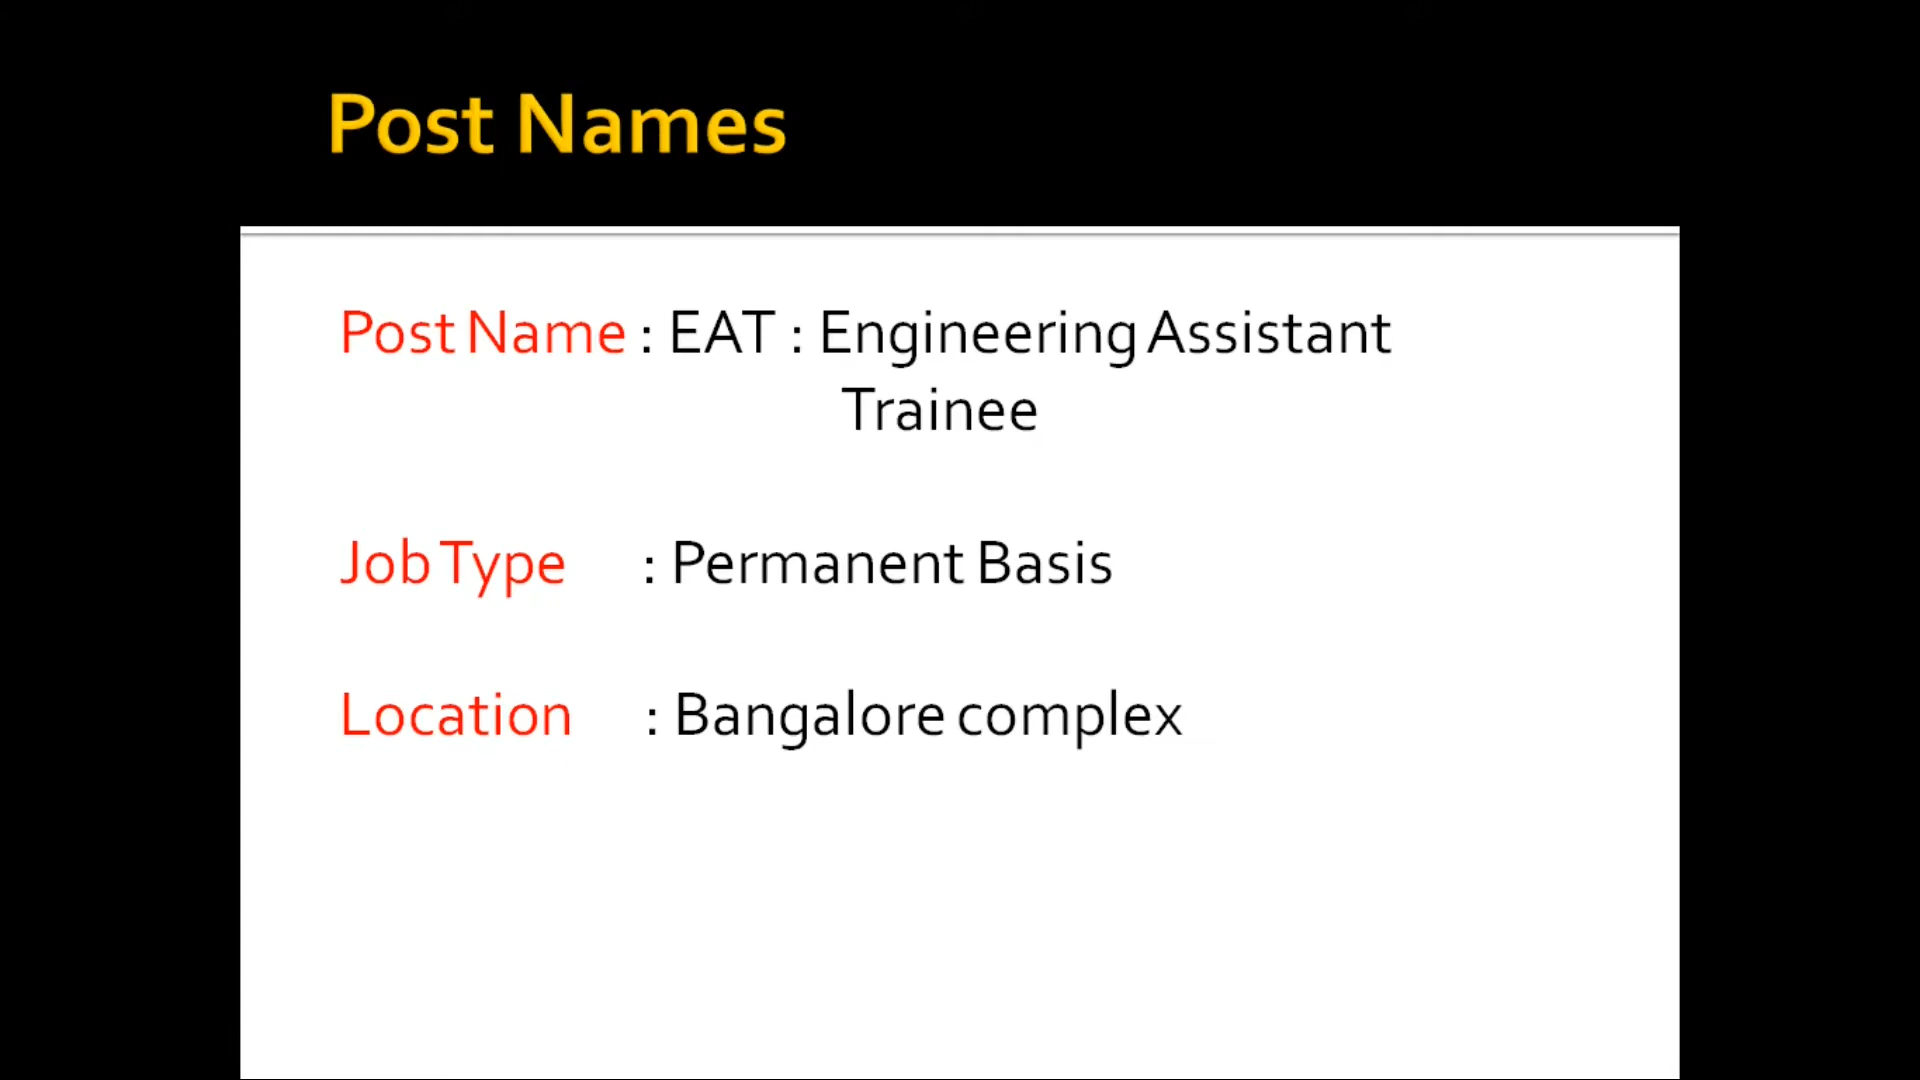 Post Names
Post Name : EAT : Engineering Assistant
Trainee
Job Type : Permanent Basis
Location : Bangalore complex